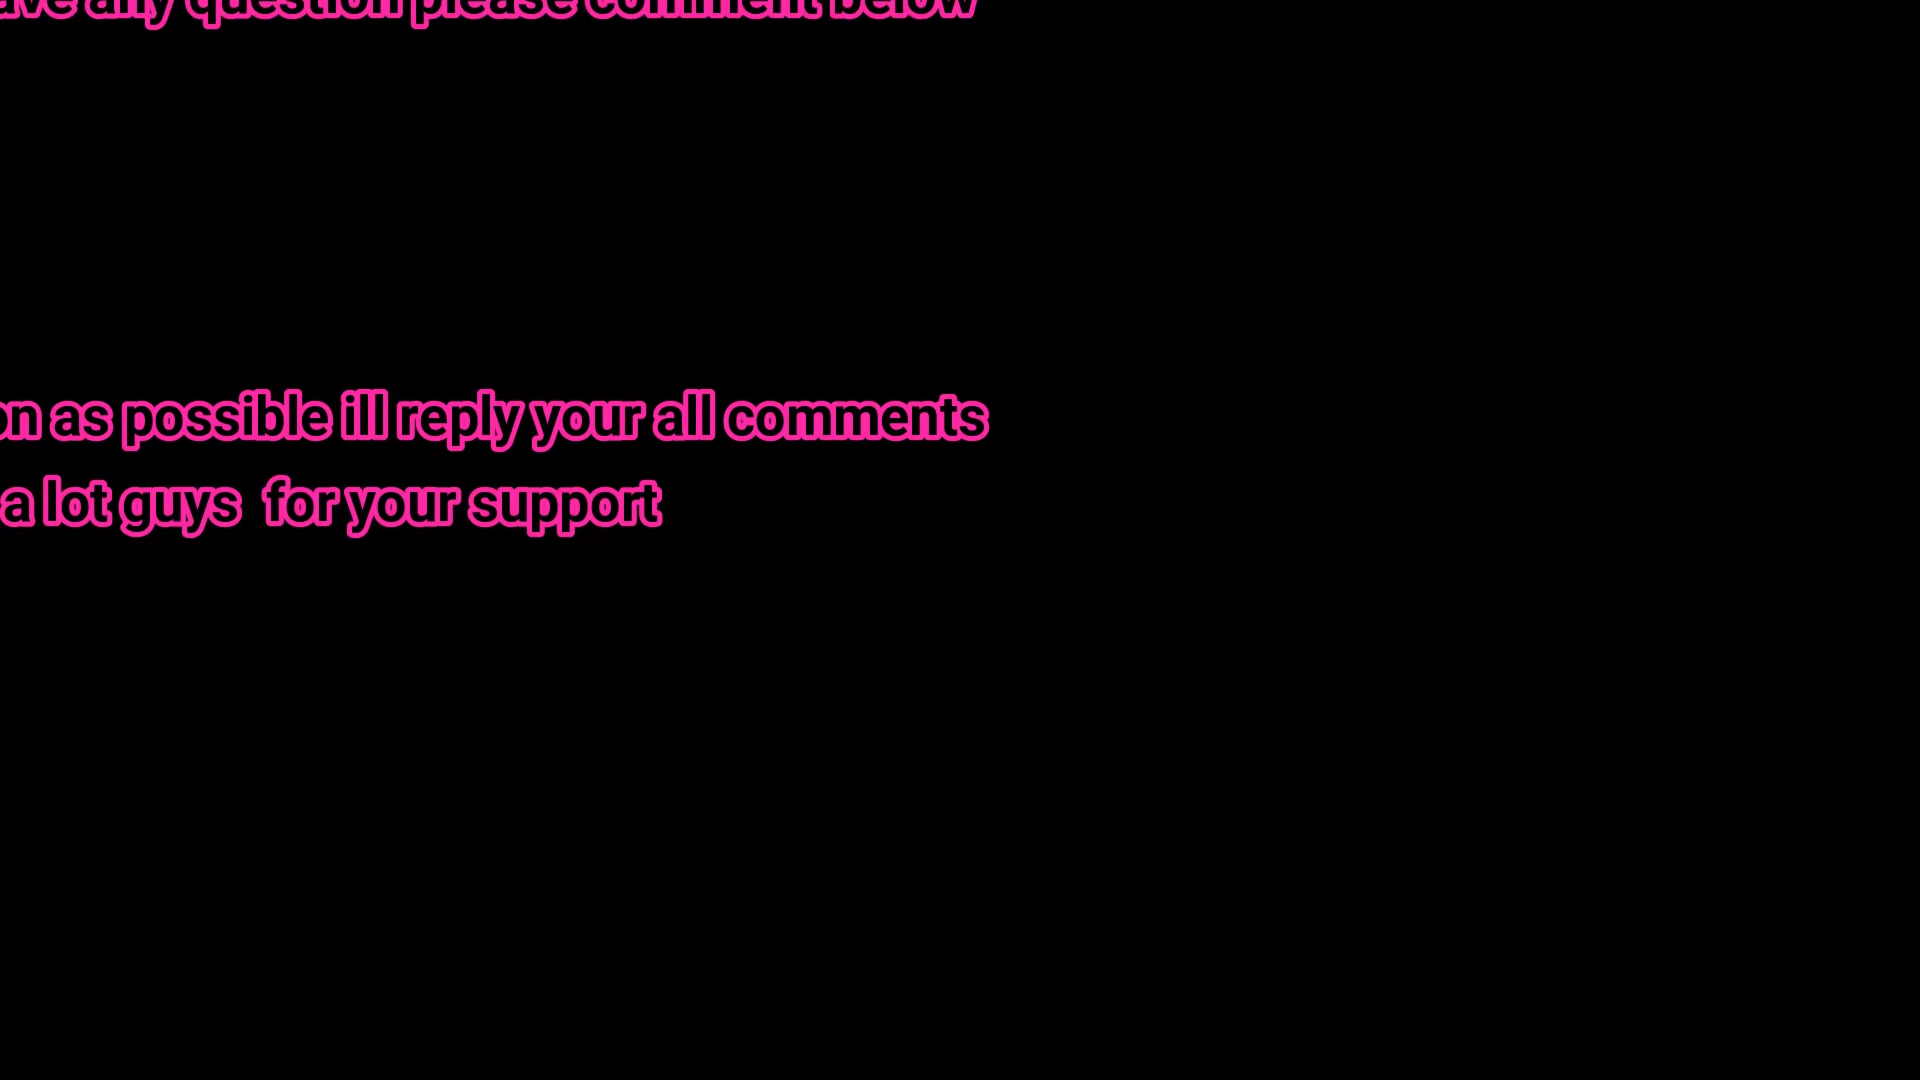 ave any question please comment below
on as possible ill reply your all comments
a lot guys  for your support